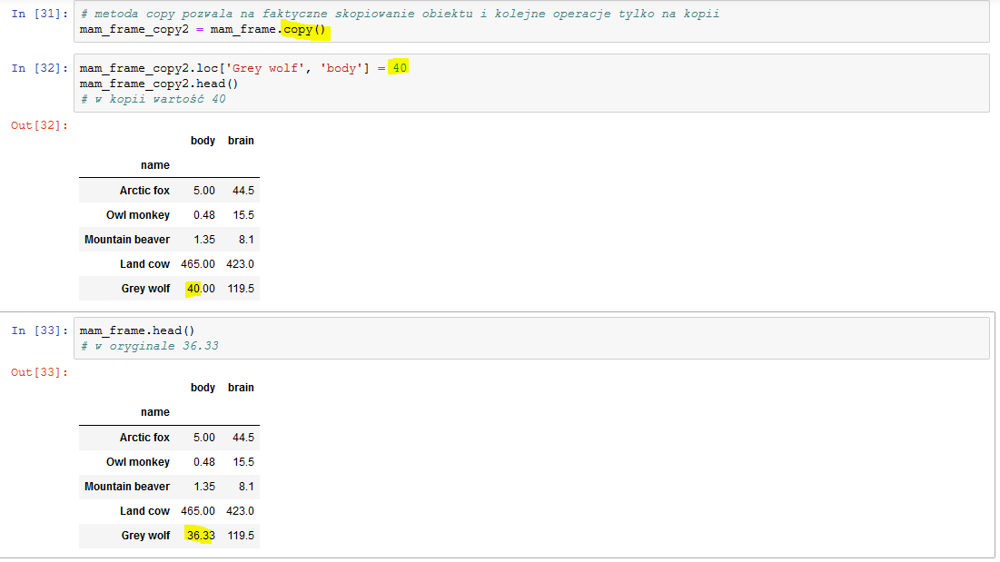 In [31]: # metoda copy pozwala na faktyczne skopiowanie obiektu i kolejne operacje tylko na kopii
mam_frame_copy2 = mam_frame.copy()
In [32]: mam_frame_copy2.loc['Grey wolf', 'body'] = 40
mam_frame_copy2.head()
# w kopii wartość 40
Out[32]:
body brain
name
Arctic fox 5.00 44.5
Owl monkey 0.48 15.5
Mountain beaver 1.35 8.1
Land cow 465.00 423.0
Grey wolf 40.00 119.5
In [33]: mam_frame.head()
# w oryginale 36.33
Out[33]:
body brain
name
Arctic fox 5.00 44.5
Owl monkey 0.48 15.5
Mountain beaver 1.35 8.1
Land cow 465.00 423.0
Grey wolf 36.33 119.5